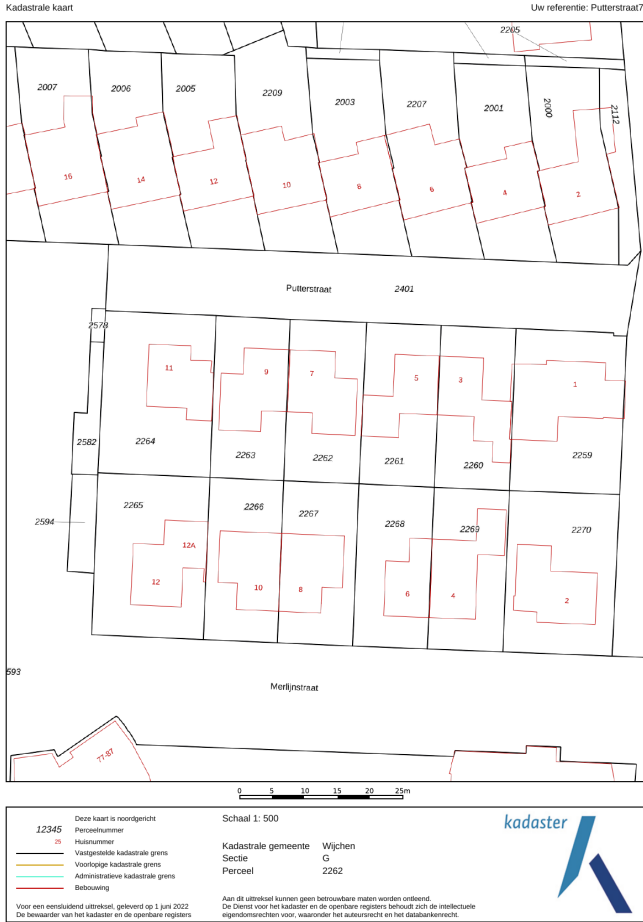 Kadastrale kaart
Uw referentie: Putterstraat7
2205
2007
2006
2005
2209
2003
2207
2001
2000
2112
16
14
12
10
8
6
4
2
Putterstraat
2401
2578
11
9
7
5
3
1
2582
2264
2263
2262
2261
2260
2259
2594
2265
2266
2267
2268
2269
2270
12A
12
10
8
6
4
2
593
Merlijnstraat
77-87
0 5 10 15 20 25m
Deze kaart is noordgericht
12345 Perceelnummer
25 Huisnummer
Vastgestelde kadastrale grens
Voorlopige kadastrale grens
Administratieve kadastrale grens
Bebouwing
Voor een eensluidend uittreksel, geleverd op 1 juni 2022
De bewaarder van het kadaster en de openbare registers
Schaal 1: 500
Kadastrale gemeente Wijchen
Sectie G
Perceel 2262
Aan dit uittreksel kunnen geen betrouwbare maten worden ontleend.
De Dienst voor het kadaster en de openbare registers behoudt zich de intellectuele
eigendomsrechten voor, waaronder het auteursrecht en het databankenrecht.
kadaster